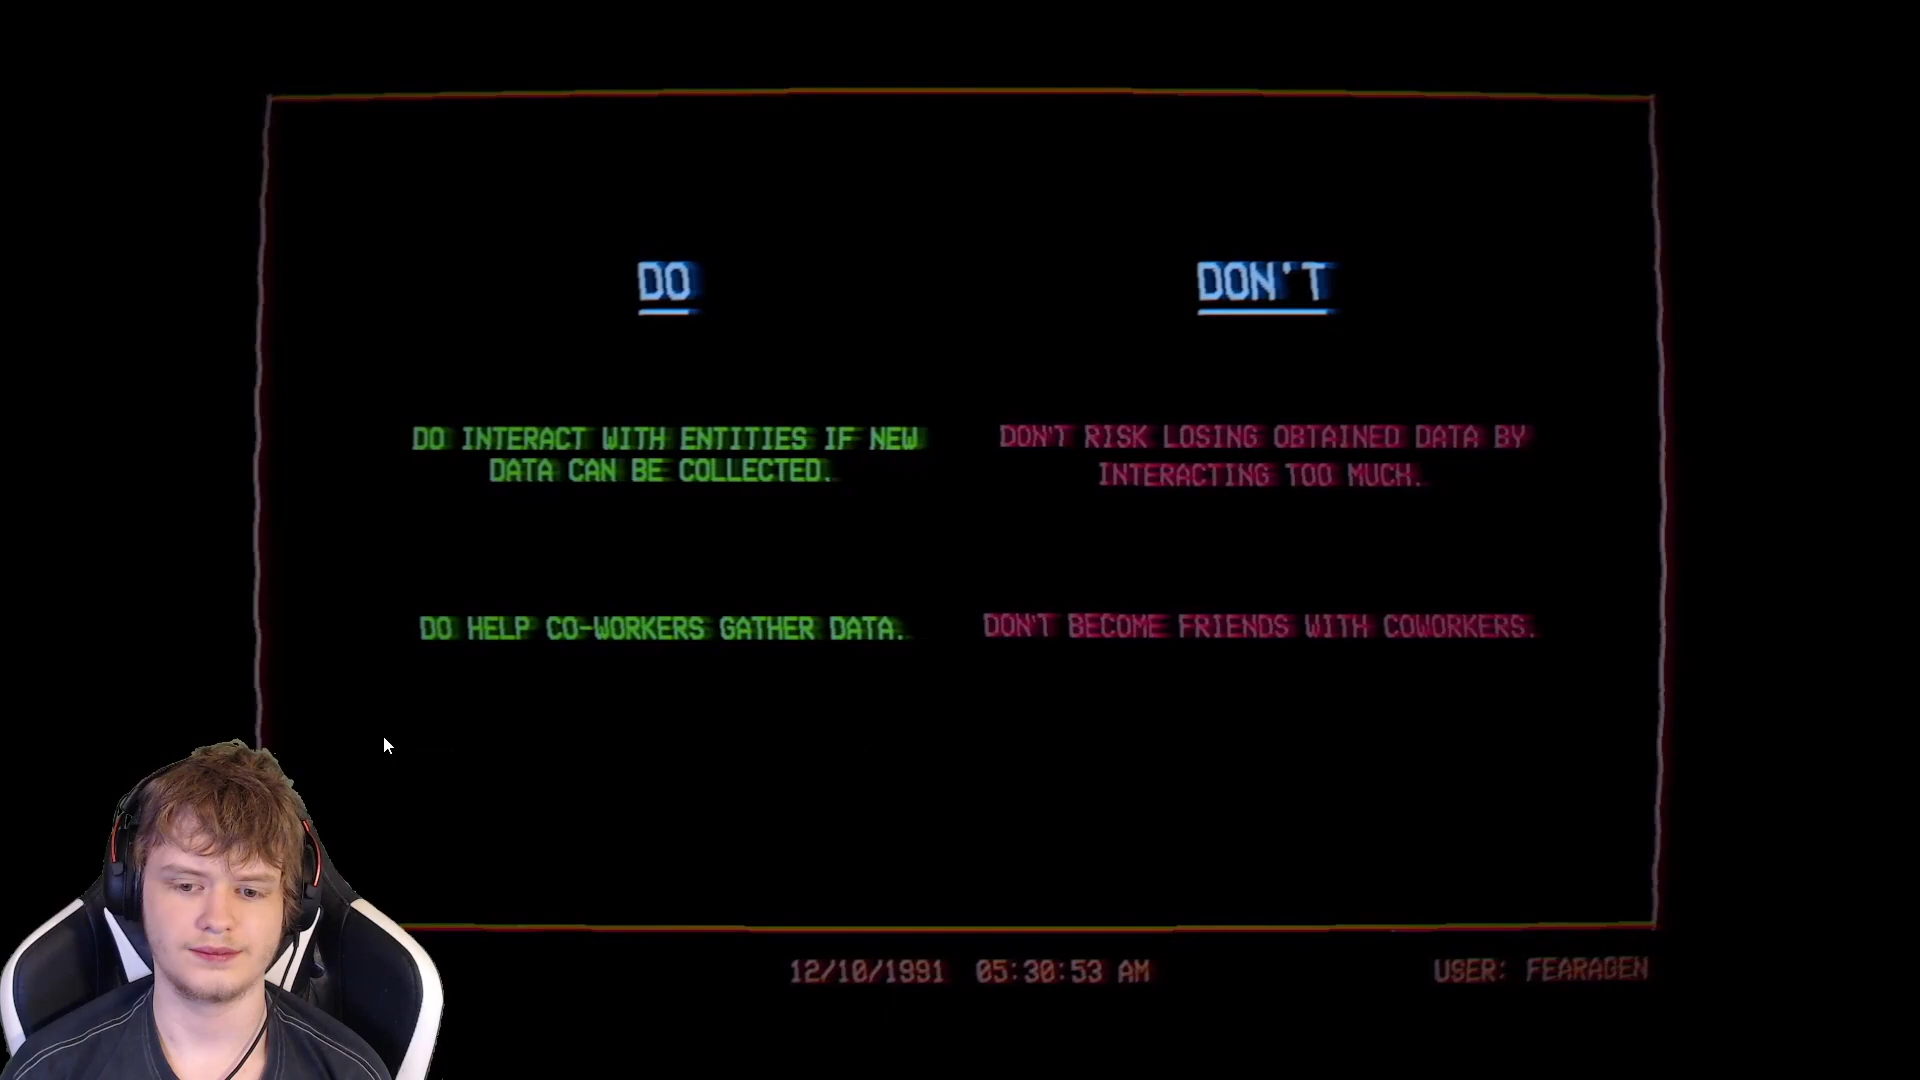 DO
DON'T
DO INTERACT WITH ENTITIES IF NEW
DATA CAN BE COLLECTED.
DON'T RISK LOSING OBTAINED DATA BY
INTERACTING TOO MUCH.
DO HELP CO-WORKERS GATHER DATA.
DON'T BECOME FRIENDS WITH COWORKERS.
12/10/1991 05:30:53 AM
USER: FEARAGEN